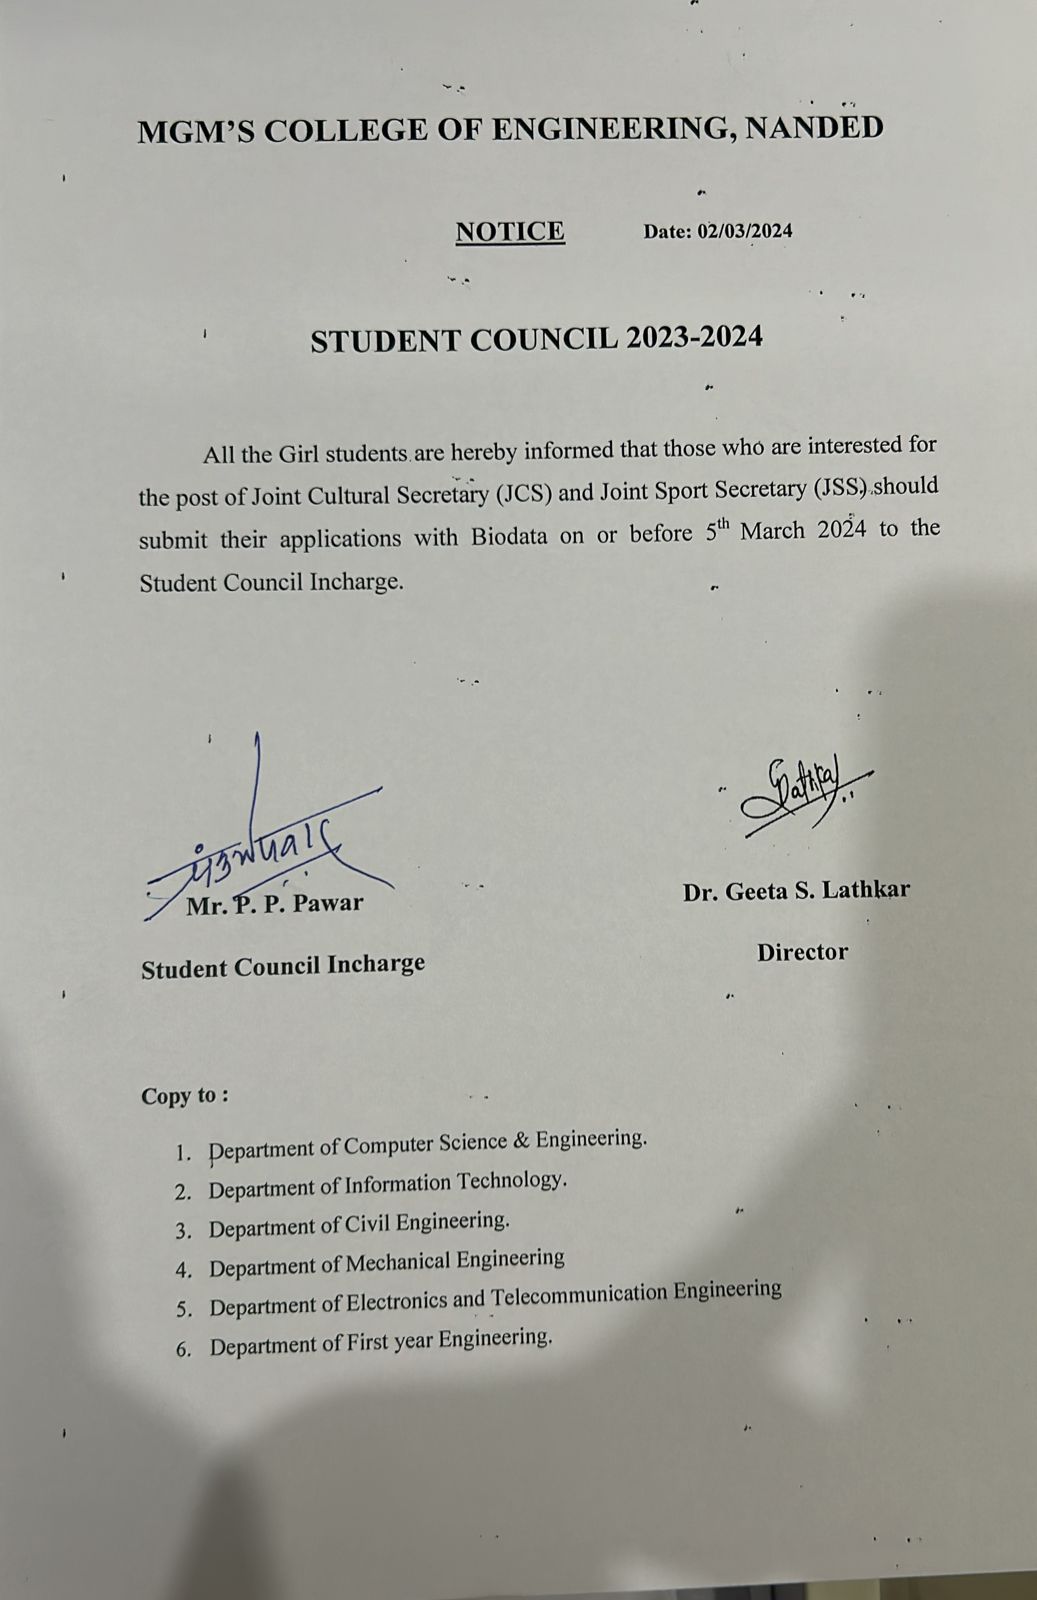 MGM’S COLLEGE OF ENGINEERING, NANDED
NOTICE Date: 02/03/2024
STUDENT COUNCIL 2023-2024
All the Girl students are hereby informed that those who are interested for
the post of Joint Cultural Secretary (JCS) and Joint Sport Secretary (JSS) should
submit their applications with Biodata on or before 5th March 2024 to the
Student Council Incharge.
Lathkar
Mr. P. P. Pawar Dr. Geeta S. Lathkar
Student Council Incharge Director
Copy to :
1. Department of Computer Science & Engineering.
2. Department of Information Technology.
3. Department of Civil Engineering.
4. Department of Mechanical Engineering
5. Department of Electronics and Telecommunication Engineering
6. Department of First year Engineering.